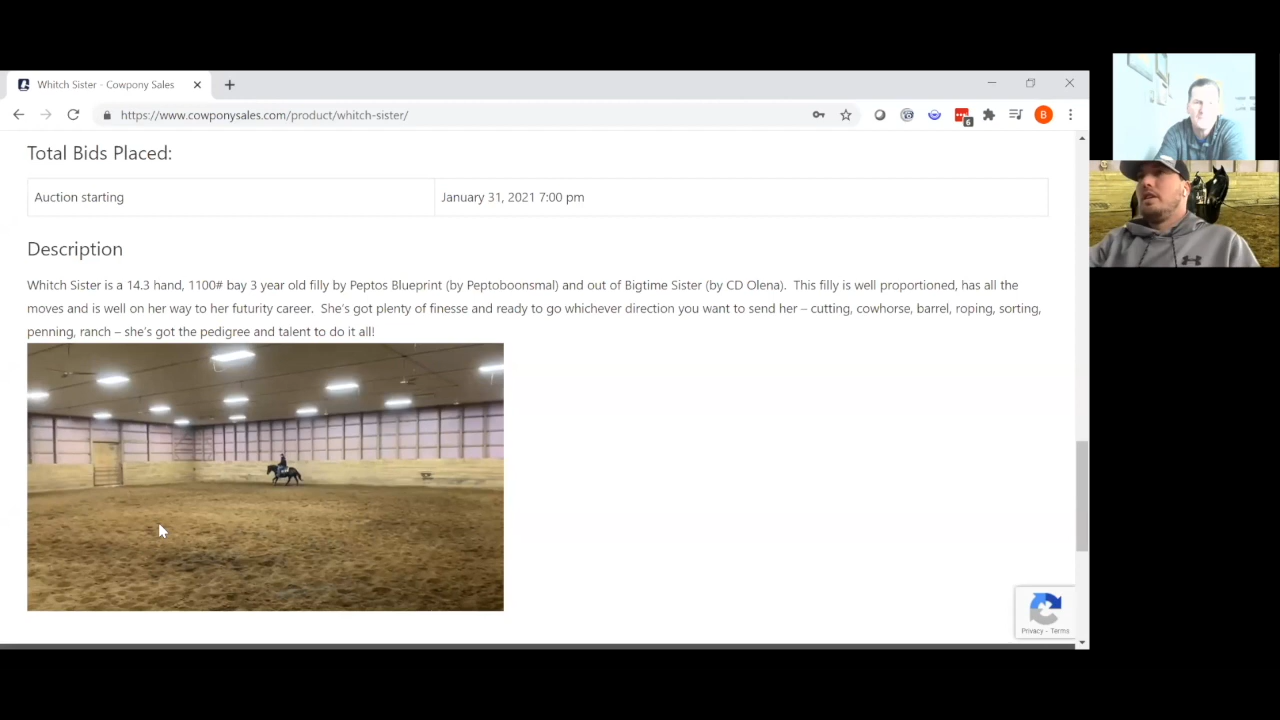 Whitch Sister - Cowpony Sales
https://www.cowponysales.com/product/whitch-sister/
6
B
Total Bids Placed:
Auction starting January 31, 2021 7:00 pm
Description
Whitch Sister is a 14.3 hand, 1100# bay 3 year old filly by Peptos Blueprint (by Peptoboonsmal) and out of Bigtime Sister (by CD Olena).  This filly is well proportioned, has all the
moves and is well on her way to her futurity career.  She's got plenty of finesse and ready to go whichever direction you want to send her – cutting, cowhorse, barrel, roping, sorting,
penning, ranch – she's got the pedigree and talent to do it all!
Privacy - Terms